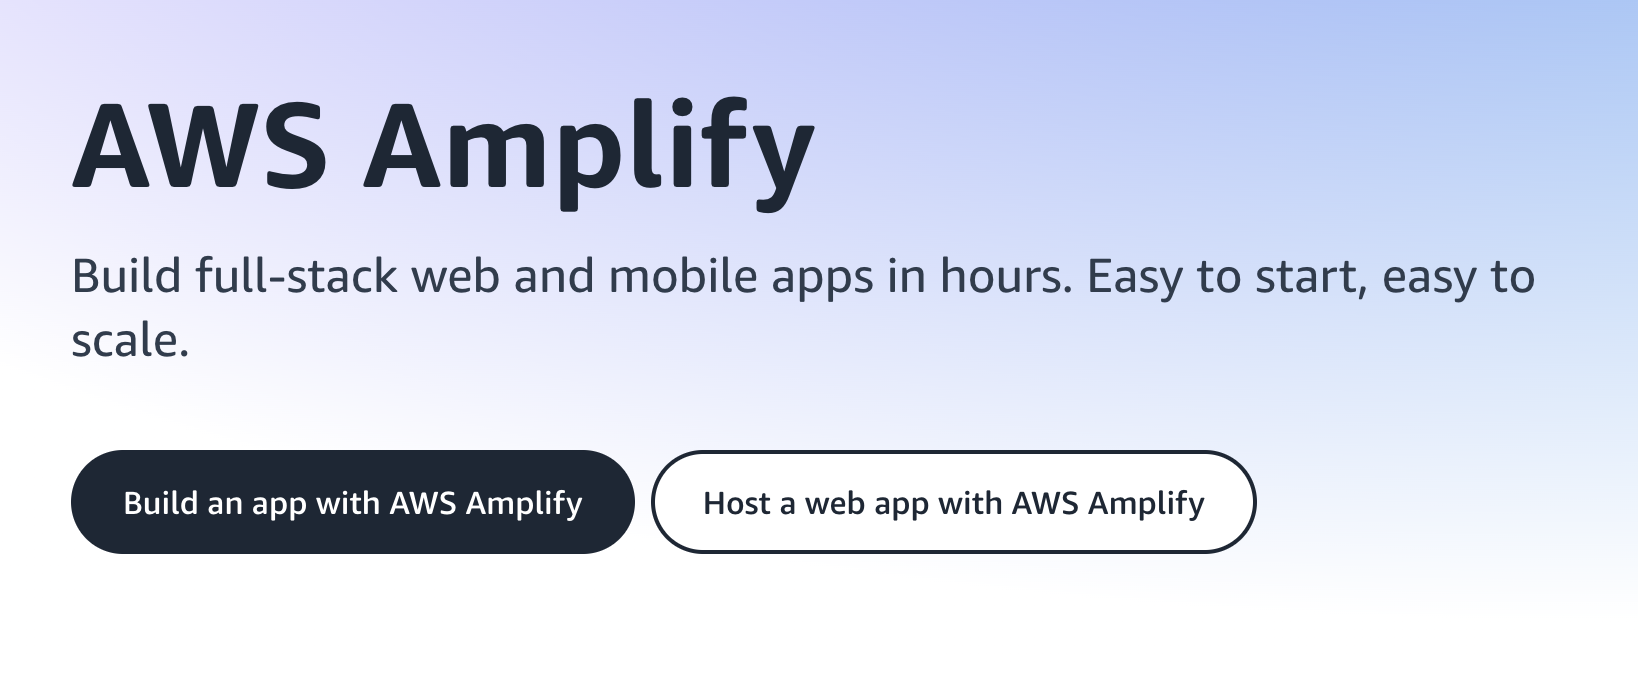 AWS Amplify
Build full-stack web and mobile apps in hours. Easy to start, easy to
scale.
Build an app with AWS Amplify
Host a web app with AWS Amplify